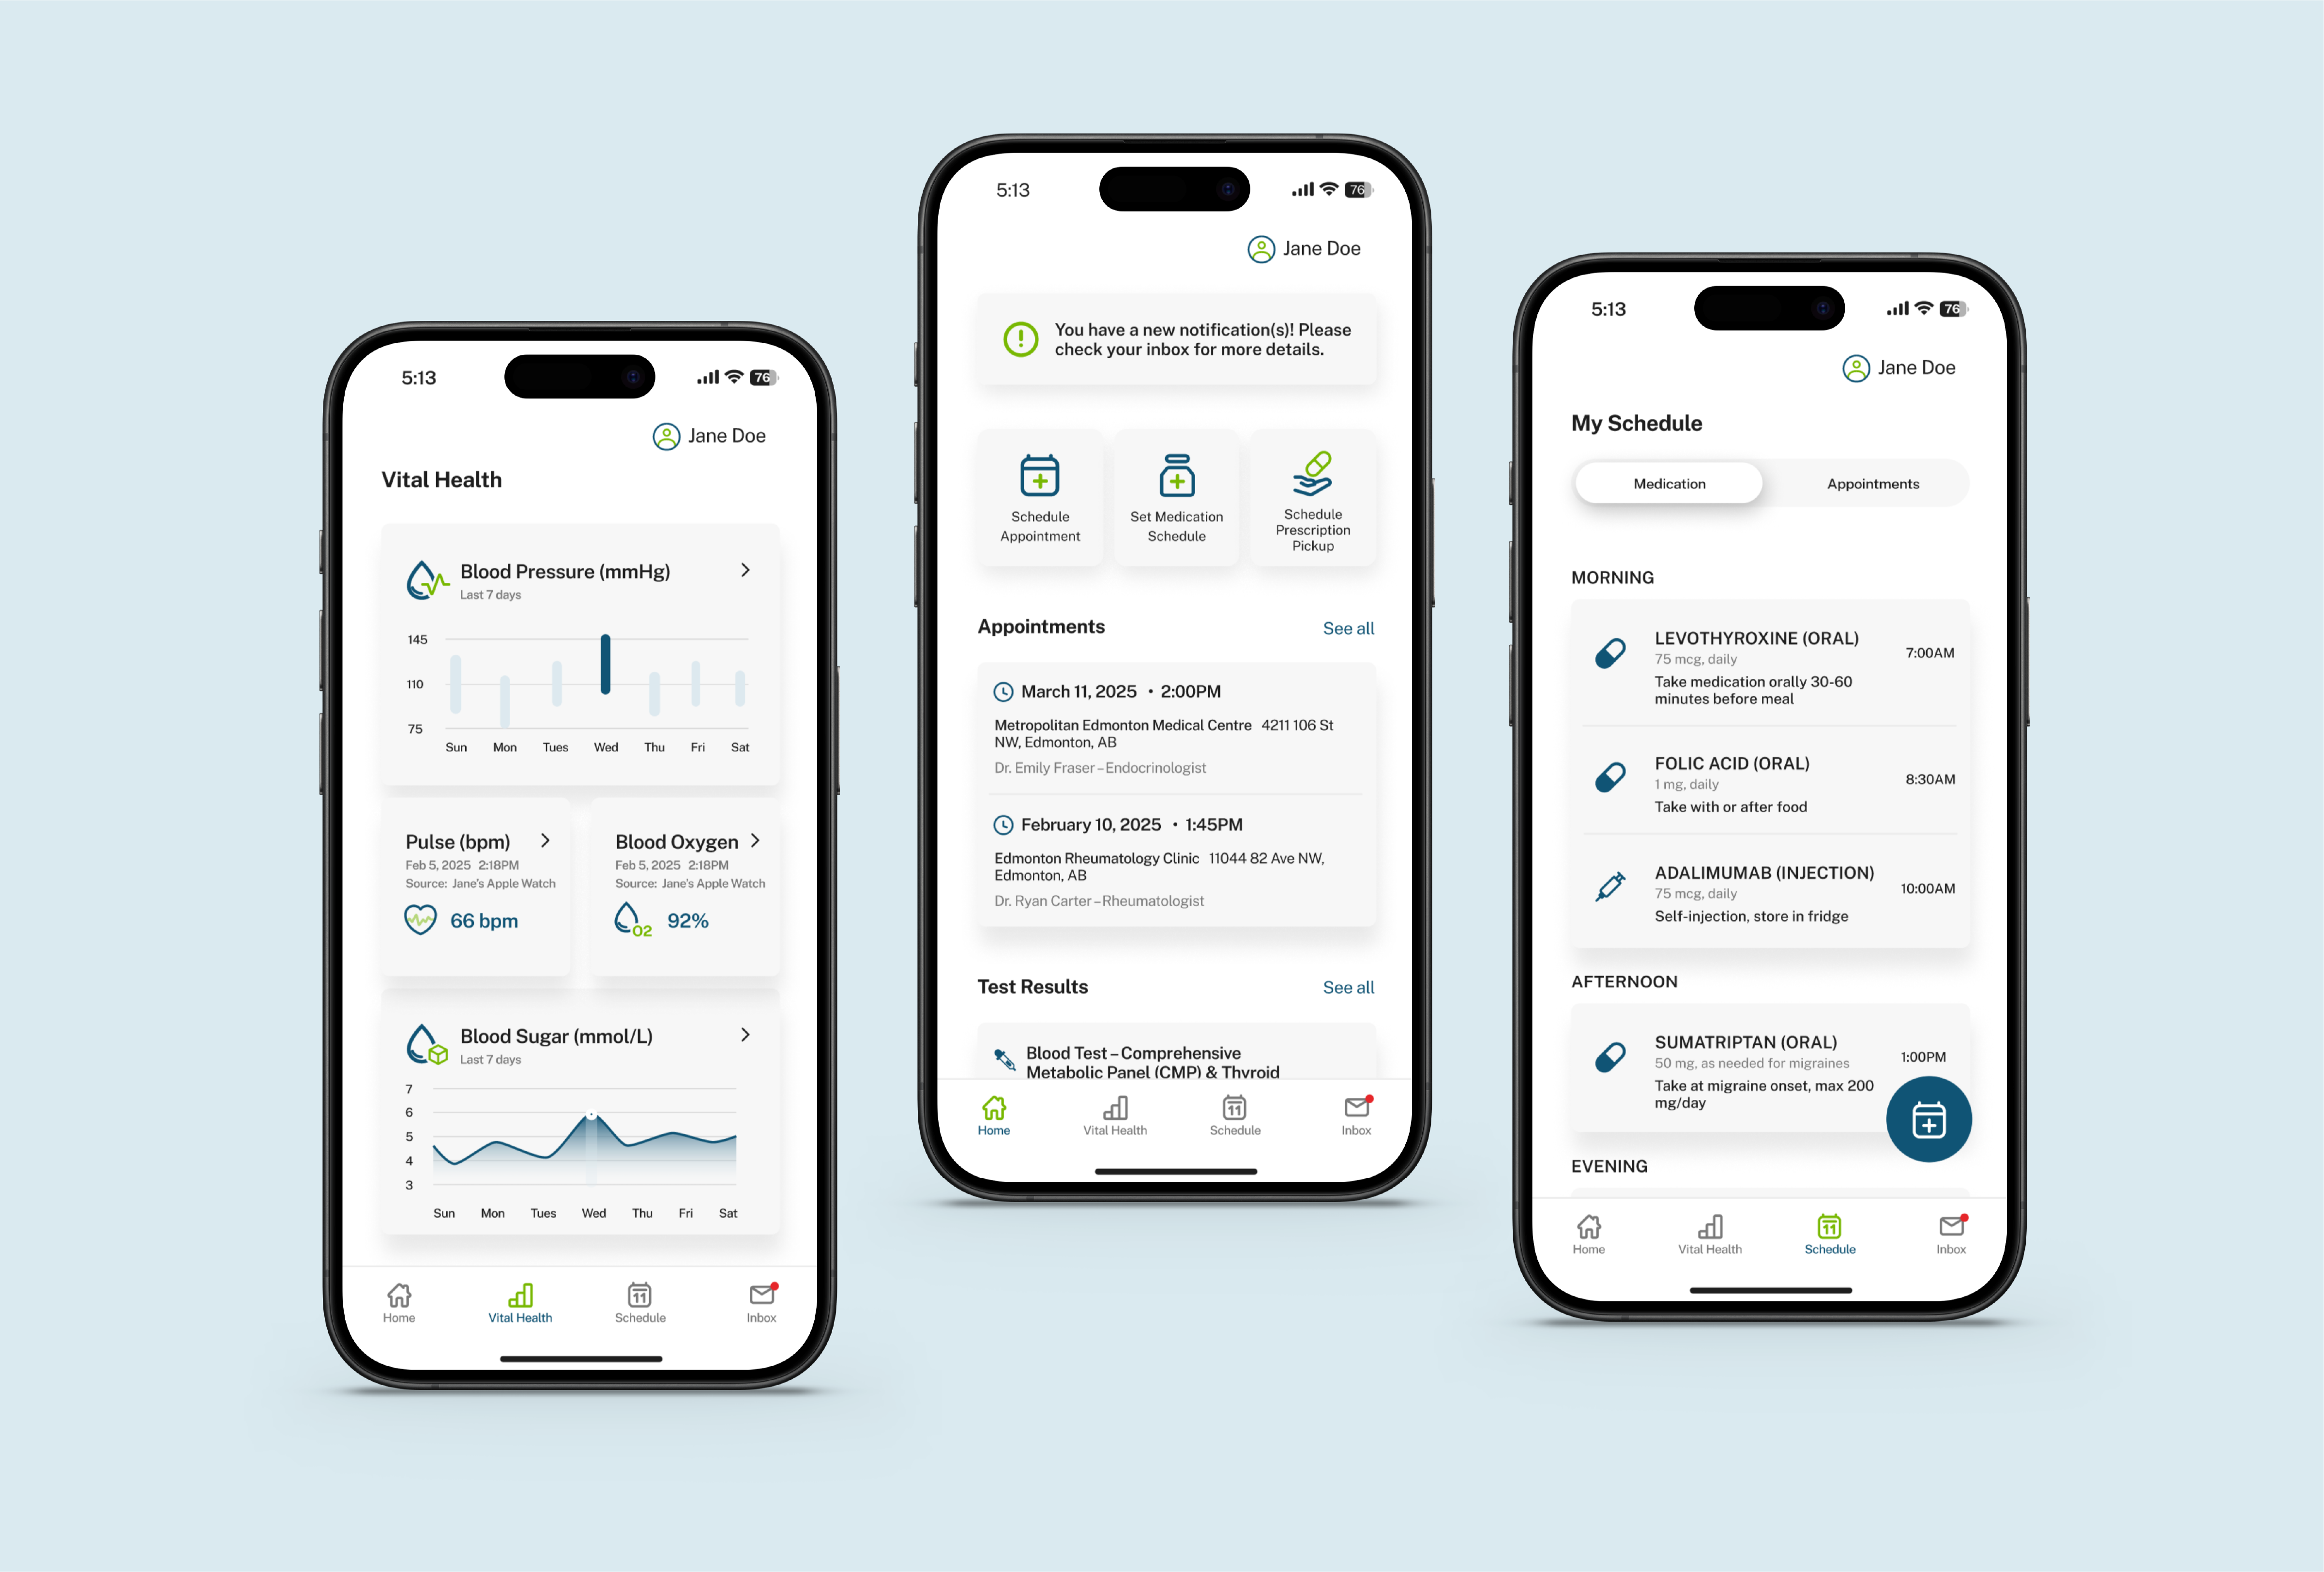 5:13
76
Jane Doe
Vital Health
Blood Pressure (mmHg)
Last 7 days
145
110
75
Sun Mon Tues Wed Thu Fri Sat
Pulse (bpm)
Feb 5, 2025 2:18PM
Source: Jane's Apple Watch
66 bpm
Blood Oxygen
Feb 5, 2025 2:18PM
Source: Jane's Apple Watch
O2
92%
Blood Sugar (mmol/L)
Last 7 days
7
6
5
4
3
Sun Mon Tues Wed Thu Fri Sat
Home
Vital Health
11
Schedule
Inbox
5:13
76
Jane Doe
You have a new notification(s)! Please
check your inbox for more details.
Schedule
Appointment
Set Medication
Schedule
Schedule
Prescription
Pickup
Appointments
See all
March 11, 2025 • 2:00PM
Metropolitan Edmonton Medical Centre 4211 106 St
NW, Edmonton, AB
Dr. Emily Fraser – Endocrinologist
February 10, 2025 • 1:45PM
Edmonton Rheumatology Clinic 11044 82 Ave NW,
Edmonton, AB
Dr. Ryan Carter – Rheumatologist
Test Results
See all
Blood Test – Comprehensive
Metabolic Panel (CMP) & Thyroid
Home
Vital Health
11
Schedule
Inbox
5:13
76
Jane Doe
My Schedule
Medication
Appointments
MORNING
LEVOTHYROXINE (ORAL)
75 mcg, daily
Take medication orally 30-60
minutes before meal
7:00AM
FOLIC ACID (ORAL)
1 mg, daily
Take with or after food
8:30AM
ADALIMUMAB (INJECTION)
75 mcg, daily
Self-injection, store in fridge
10:00AM
AFTERNOON
SUMATRIPTAN (ORAL)
50 mg, as needed for migraines
Take at migraine onset, max 200
mg/day
1:00PM
EVENING
Home
Vital Health
11
Schedule
Inbox